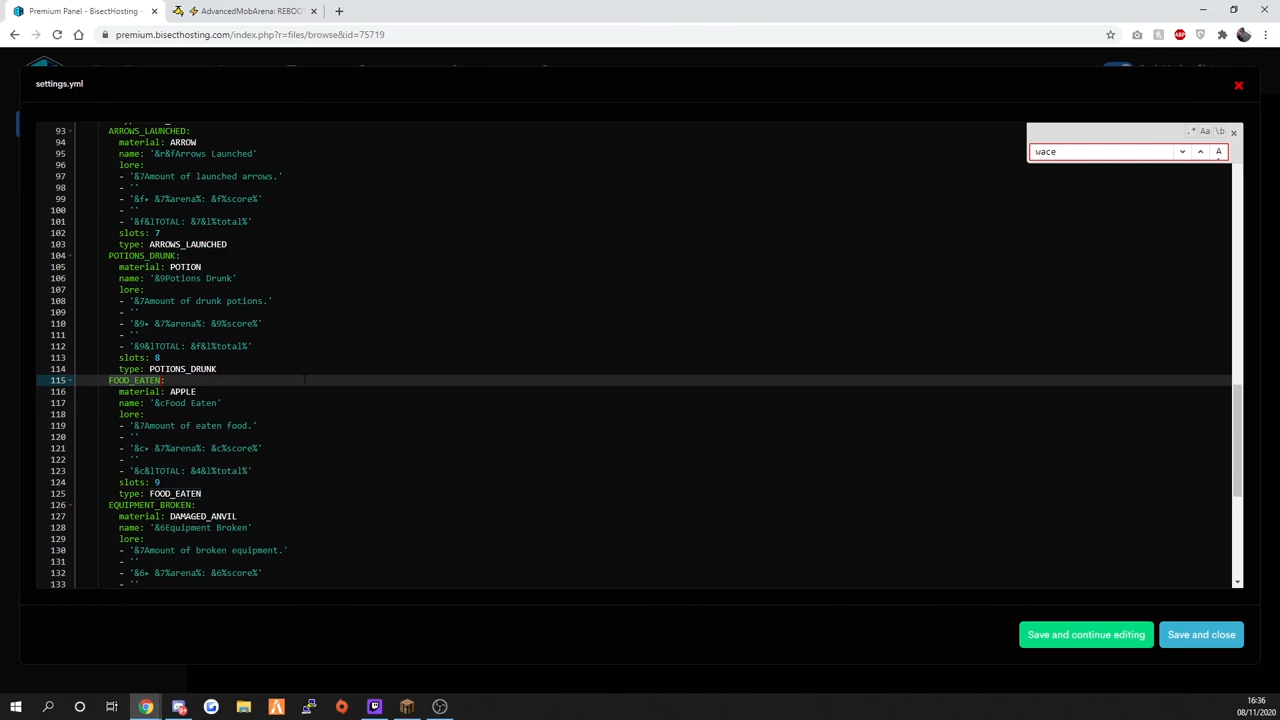 Premium Panel - BisectHosting -
AdvancedMobArena: REBOO
premium.bisecthosting.com/index.php?r=files/browse&id=75719
settings.yml
.* Aa \b
wace
93 ARROWS_LAUNCHED:
94 material: ARROW
95 name: '&r&fArrows Launched'
96 lore:
97 - '&7Amount of launched arrows.'
98 - ''
99 - '&f▸ &7%arena%: &f%score%'
100 - ''
101 - '&f&lTOTAL: &7&l%total%'
102 slots: 7
103 type: ARROWS_LAUNCHED
104 POTIONS_DRUNK:
105 material: POTION
106 name: '&9Potions Drunk'
107 lore:
108 - '&7Amount of drunk potions.'
109 - ''
110 - '&9▸ &7%arena%: &9%score%'
111 - ''
112 - '&9&lTOTAL: &f&l%total%'
113 slots: 8
114 type: POTIONS_DRUNK
115 FOOD_EATEN:
116 material: APPLE
117 name: '&cFood Eaten'
118 lore:
119 - '&7Amount of eaten food.'
120 - ''
121 - '&c▸ &7%arena%: &c%score%'
122 - ''
123 - '&c&lTOTAL: &4&l%total%'
124 slots: 9
125 type: FOOD_EATEN
126 EQUIPMENT_BROKEN:
127 material: DAMAGED_ANVIL
128 name: '&6Equipment Broken'
129 lore:
130 - '&7Amount of broken equipment.'
131 - ''
132 - '&6▸ &7%arena%: &6%score%'
133 - ''
Save and continue editing
Save and close
16:36
08/11/2020